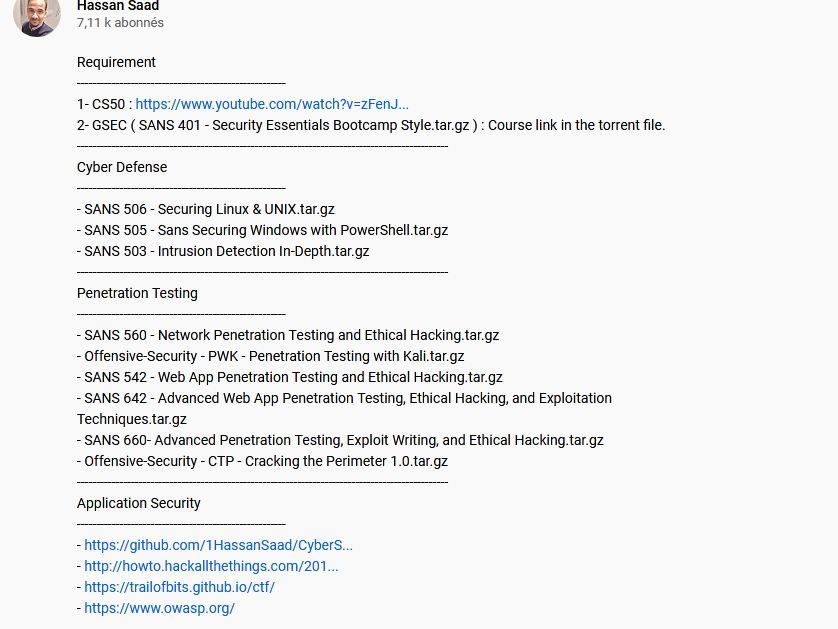 Hassan Saad
7,11 k abonnés
Requirement
--------------------------------------------------
1- CS50 : https://www.youtube.com/watch?v=zFenJ...
2- GSEC ( SANS 401 - Security Essentials Bootcamp Style.tar.gz ) : Course link in the torrent file.
-----------------------------------------------------------------------------------------
Cyber Defense
--------------------------------------------------
- SANS 506 - Securing Linux & UNIX.tar.gz
- SANS 505 - Sans Securing Windows with PowerShell.tar.gz
- SANS 503 - Intrusion Detection In-Depth.tar.gz
-----------------------------------------------------------------------------------------
Penetration Testing
--------------------------------------------------
- SANS 560 - Network Penetration Testing and Ethical Hacking.tar.gz
- Offensive-Security - PWK - Penetration Testing with Kali.tar.gz
- SANS 542 - Web App Penetration Testing and Ethical Hacking.tar.gz
- SANS 642 - Advanced Web App Penetration Testing, Ethical Hacking, and Exploitation
Techniques.tar.gz
- SANS 660- Advanced Penetration Testing, Exploit Writing, and Ethical Hacking.tar.gz
- Offensive-Security - CTP - Cracking the Perimeter 1.0.tar.gz
-----------------------------------------------------------------------------------------
Application Security
--------------------------------------------------
- https://github.com/1HassanSaad/CyberS...
- http://howto.hackallthethings.com/201...
- https://trailofbits.github.io/ctf/
- https://www.owasp.org/